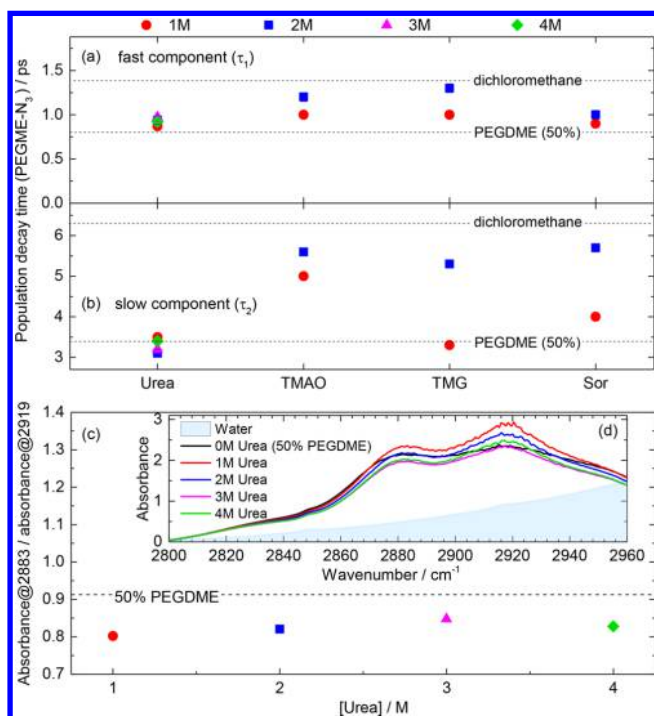 1M 2M 3M 4M
(a) fast component (τ1)
dichloromethane
PEGDME (50%)
1.5
1.0
0.5
0.0
Population decay time (PEGME-N3) / ps
dichloromethane
(b) slow component (τ2)
PEGDME (50%)
6
5
4
3
Urea TMAO TMG Sor
(c)
(d)
Water
0M Urea (50% PEGDME)
1M Urea
2M Urea
3M Urea
4M Urea
Absorbance
3
2
1
0
2800 2820 2840 2860 2880 2900 2920 2940 2960
Wavenumber / cm-1
50% PEGDME
Absorbance@2883 / absorbance@2919
1.4
1.3
1.2
1.1
1.0
0.9
0.8
0.7
1 2 3 4
[Urea] / M